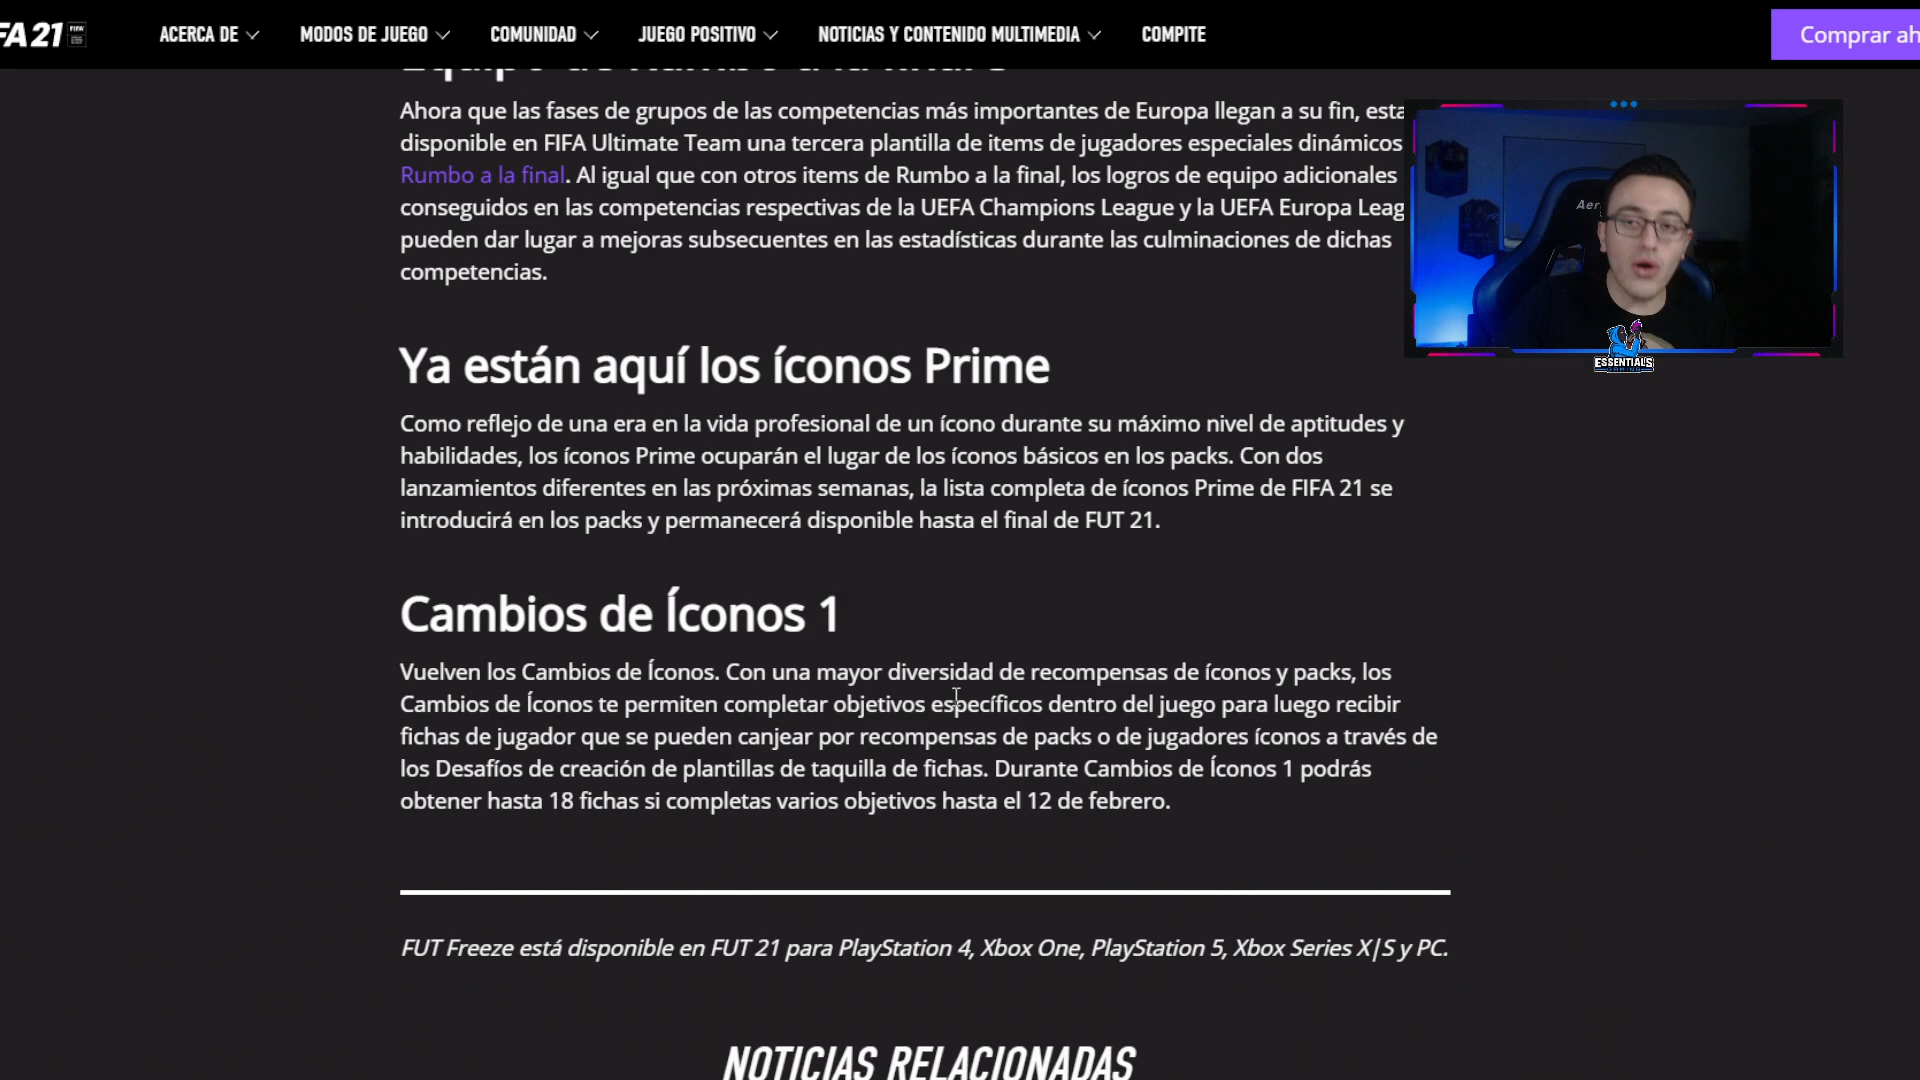 FA 21 FIFA
ACERCA DE MODOS DE JUEGO COMUNIDAD JUEGO POSITIVO NOTICIAS Y CONTENIDO MULTIMEDIA COMPITE Comprar ah
Ahora que las fases de grupos de las competencias más importantes de Europa llegan a su fin, esta
disponible en FIFA Ultimate Team una tercera plantilla de items de jugadores especiales dinámicos
Rumbo a la final. Al igual que con otros items de Rumbo a la final, los logros de equipo adicionales
conseguidos en las competencias respectivas de la UEFA Champions League y la UEFA Europa Leag
pueden dar lugar a mejoras subsecuentes en las estadísticas durante las culminaciones de dichas
competencias.
Aer
ESSENTIALS
GAMING
Ya están aquí los íconos Prime
Como reflejo de una era en la vida profesional de un ícono durante su máximo nivel de aptitudes y
habilidades, los íconos Prime ocuparán el lugar de los íconos básicos en los packs. Con dos
lanzamientos diferentes en las próximas semanas, la lista completa de íconos Prime de FIFA 21 se
introducirá en los packs y permanecerá disponible hasta el final de FUT 21.
Cambios de Íconos 1
Vuelven los Cambios de Íconos. Con una mayor diversidad de recompensas de íconos y packs, los
Cambios de Íconos te permiten completar objetivos específicos dentro del juego para luego recibir
fichas de jugador que se pueden canjear por recompensas de packs o de jugadores íconos a través de
los Desafíos de creación de plantillas de taquilla de fichas. Durante Cambios de Íconos 1 podrás
obtener hasta 18 fichas si completas varios objetivos hasta el 12 de febrero.
FUT Freeze está disponible en FUT 21 para PlayStation 4, Xbox One, PlayStation 5, Xbox Series X|S y PC.
NOTICIAS RELACIONADAS